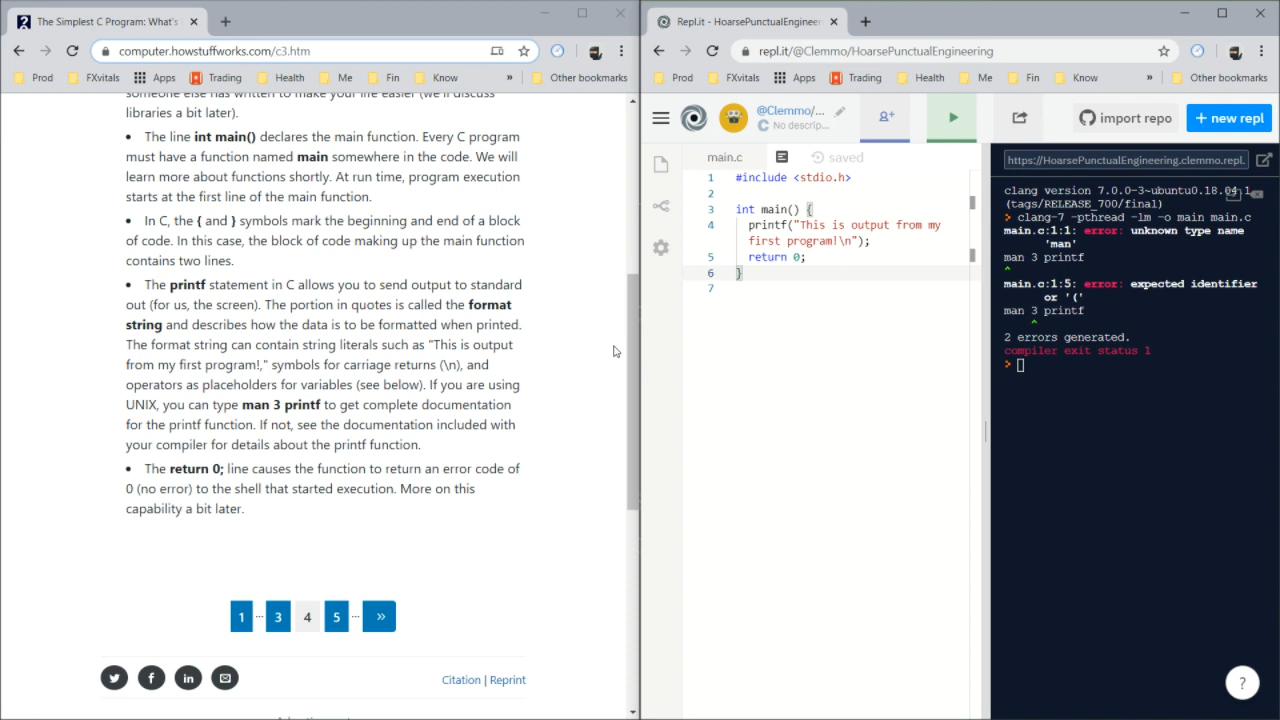 The Simplest C Program: What's
computer.howstuffworks.com/c3.htm
Prod FXvitals Apps Trading Health Me Fin Know » Other bookmarks
someone else has written to make your life easier (we'll discuss
libraries a bit later).
• The line int main() declares the main function. Every C program
must have a function named main somewhere in the code. We will
learn more about functions shortly. At run time, program execution
starts at the first line of the main function.
• In C, the { and } symbols mark the beginning and end of a block
of code. In this case, the block of code making up the main function
contains two lines.
• The printf statement in C allows you to send output to standard
out (for us, the screen). The portion in quotes is called the format
string and describes how the data is to be formatted when printed.
The format string can contain string literals such as "This is output
from my first program!," symbols for carriage returns (\n), and
operators as placeholders for variables (see below). If you are using
UNIX, you can type man 3 printf to get complete documentation
for the printf function. If not, see the documentation included with
your compiler for details about the printf function.
• The return 0; line causes the function to return an error code of
0 (no error) to the shell that started execution. More on this
capability a bit later.
1 ... 3 4 5 ... »
Citation | Reprint
Repl.it - HoarsePunctualEngineer
repl.it/@Clemmo/HoarsePunctualEngineering
Prod FXvitals Apps Trading Health Me Fin Know » Other bookmarks
@Clemmo/...
No descrip...
import repo
+ new repl
main.c
saved
1 #include <stdio.h>
2
3 int main() {
4 printf("This is output from my
first program!\n");
5 return 0;
6 }
7
https://HoarsePunctualEngineering.clemmo.repl.
clang version 7.0.0-3~ubuntu0.18.04.1
(tags/RELEASE_700/final)
> clang-7 -pthread -lm -o main main.c
main.c:1:1: error: unknown type name
'man'
man 3 printf
^
main.c:1:5: error: expected identifier
or '('
man 3 printf
^
2 errors generated.
compiler exit status 1
>
?